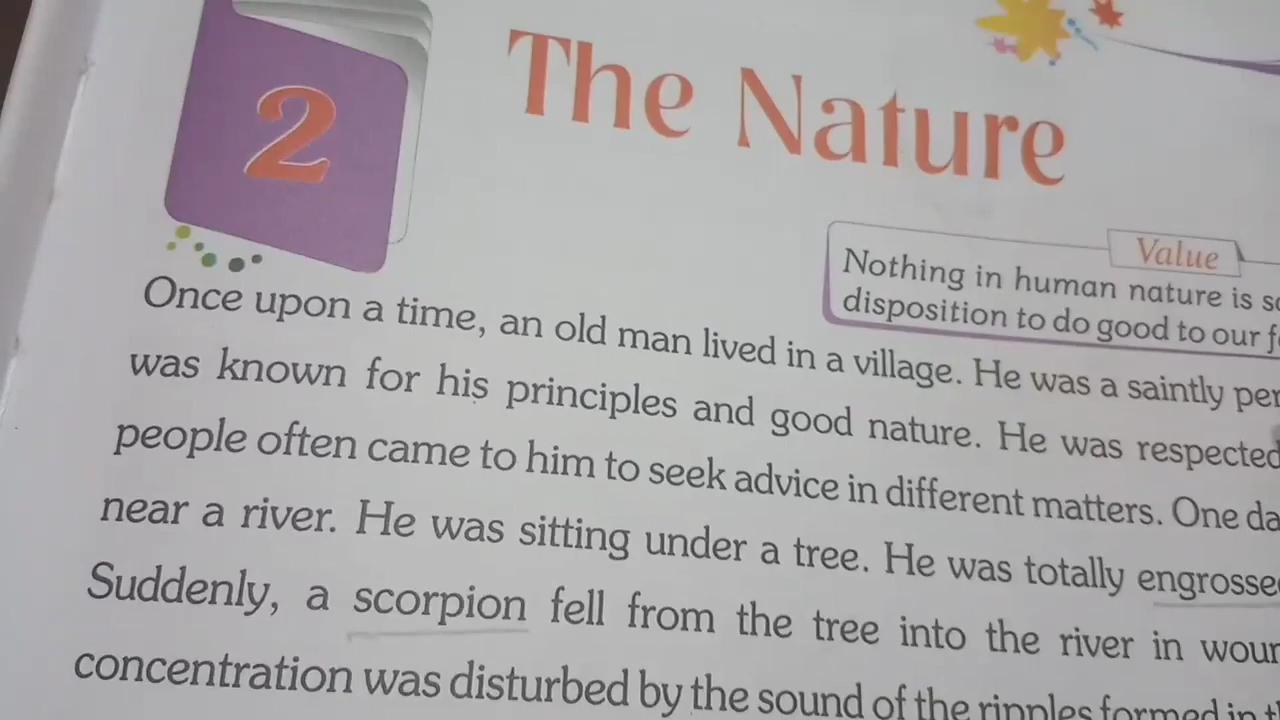 2
The Nature
Value
Nothing in human nature is
disposition to do good to our
Once upon a time, an old man lived in a village. He was a saintly
was known for his principles and good nature. He was respected
people often came to him to seek advice in different matters. One
near a river. He was sitting under a tree. He was totally
Suddenly, a scorpion fell from the tree into the river in
concentration was disturbed by the sound of the ripples formed in